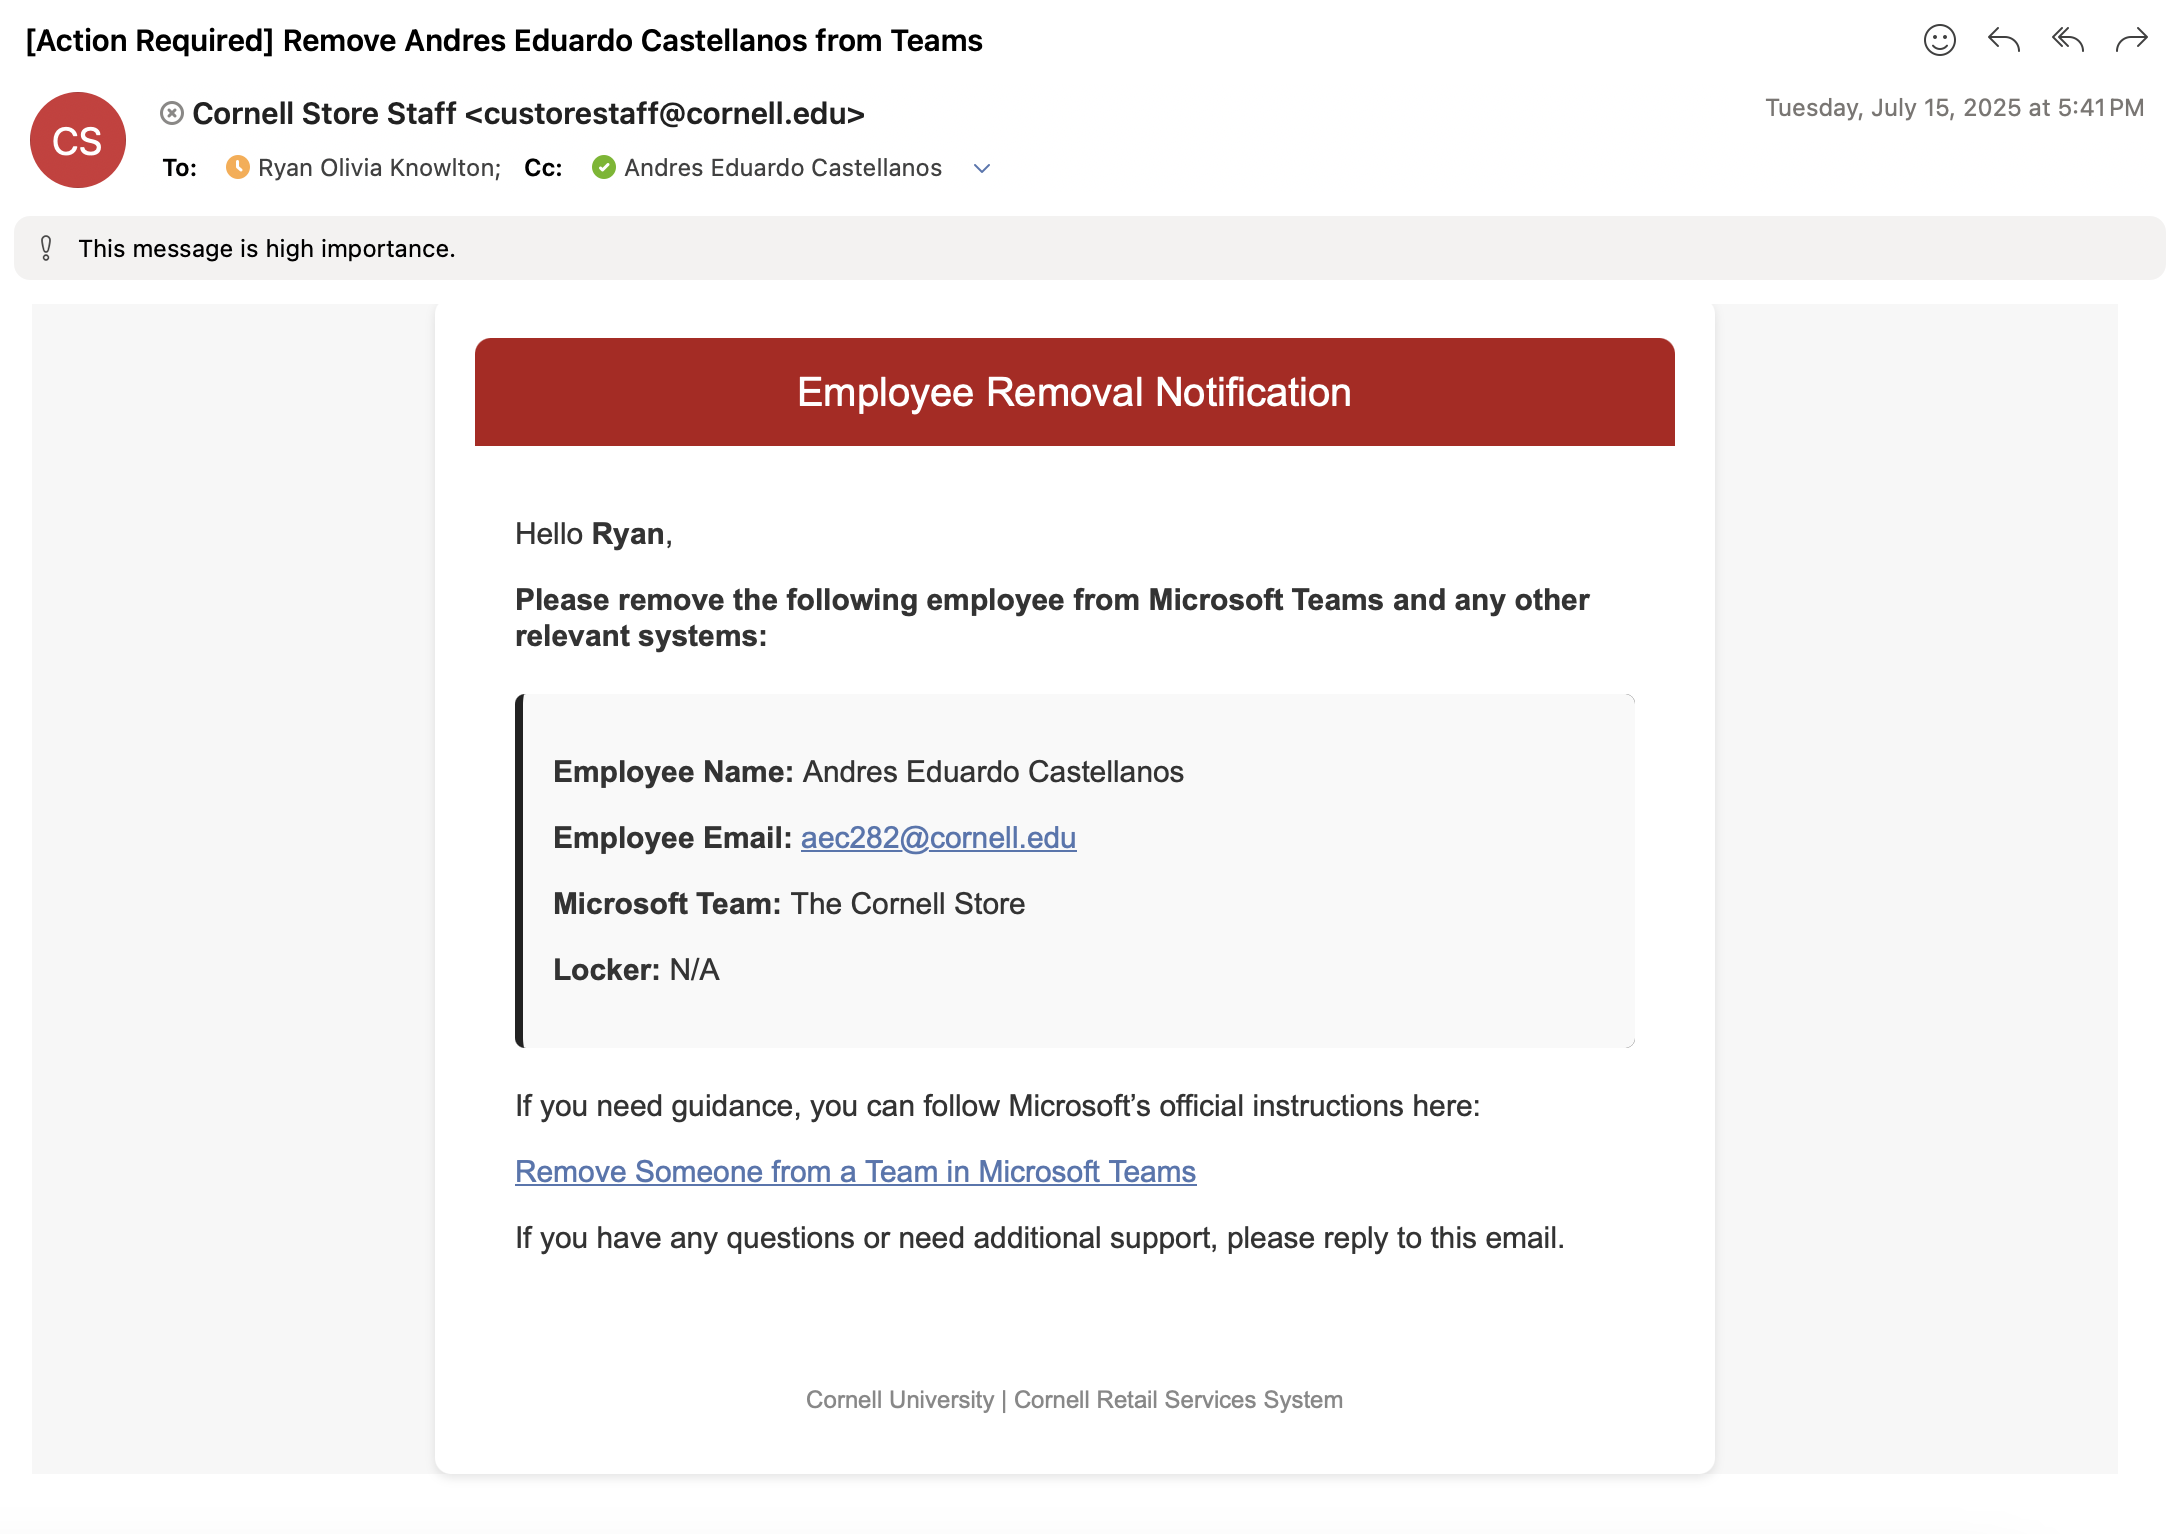 [Action Required] Remove Andres Eduardo Castellanos from Teams
CS
Cornell Store Staff <custorestaff@cornell.edu>
Tuesday, July 15, 2025 at 5:41 PM
To: Ryan Olivia Knowlton; Cc: Andres Eduardo Castellanos
This message is high importance.
Employee Removal Notification
Hello Ryan,
Please remove the following employee from Microsoft Teams and any other
relevant systems:
Employee Name: Andres Eduardo Castellanos
Employee Email: aec282@cornell.edu
Microsoft Team: The Cornell Store
Locker: N/A
If you need guidance, you can follow Microsoft’s official instructions here:
Remove Someone from a Team in Microsoft Teams
If you have any questions or need additional support, please reply to this email.
Cornell University | Cornell Retail Services System